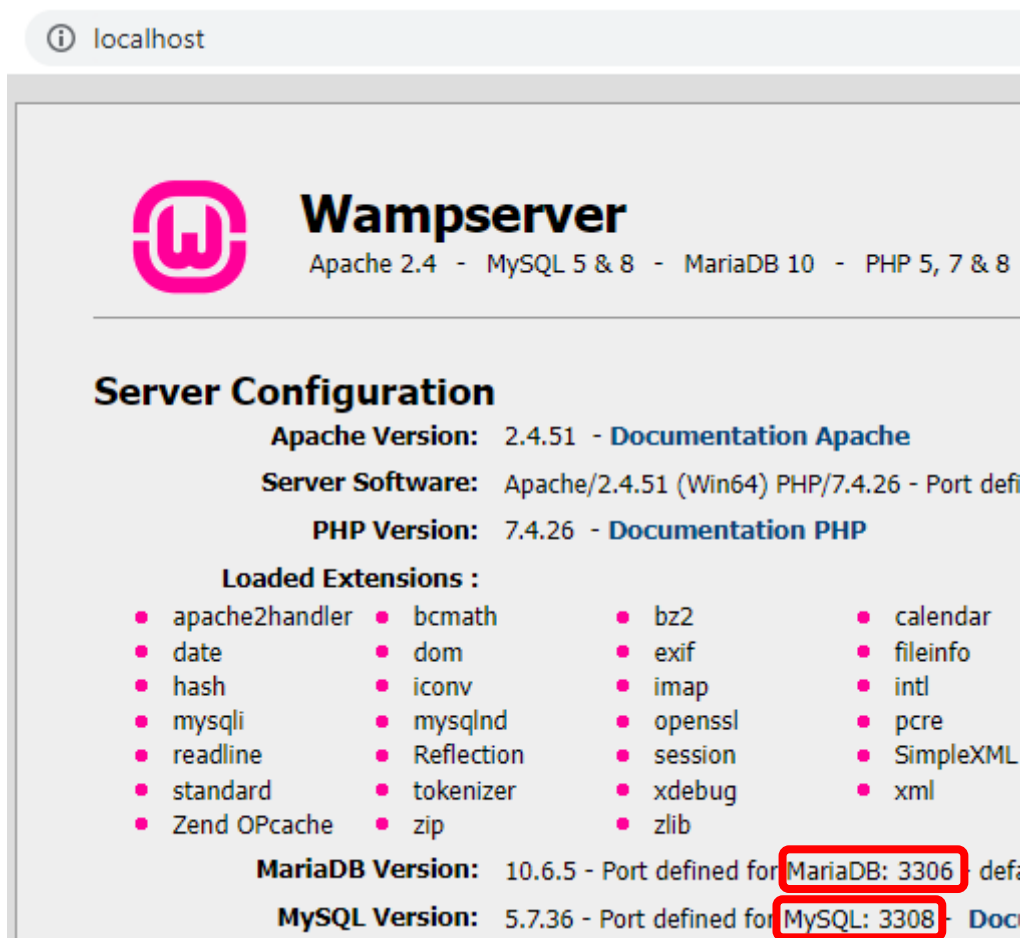 localhost
Wampserver
Apache 2.4 - MySQL 5 & 8 - MariaDB 10 - PHP 5, 7 & 8
Server Configuration
Apache Version: 2.4.51 - Documentation Apache
Server Software: Apache/2.4.51 (Win64) PHP/7.4.26 - Port defi
PHP Version: 7.4.26 - Documentation PHP
Loaded Extensions :
apache2handler bcmath bz2 calendar
date dom exif fileinfo
hash iconv imap intl
mysqli mysqlnd openssl pcre
readline Reflection session SimpleXML
standard tokenizer xdebug xml
Zend OPcache zip zlib
MariaDB Version: 10.6.5 - Port defined for MariaDB: 3306 - defa
MySQL Version: 5.7.36 - Port defined for MySQL: 3308 - Docu